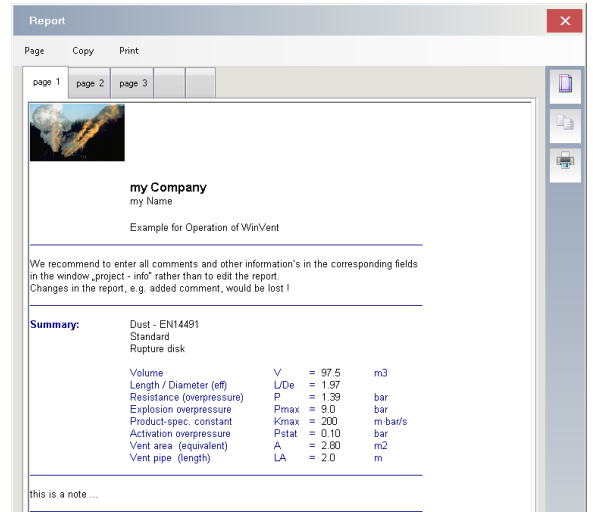 Report
Page Copy Print
page 1 page 2 page 3
my Company
my Name
Example for Operation of WinVent
We recommend to enter all comments and other information's in the corresponding fields
in the window „project - info" rather than to edit the report.
Changes in the report, e.g. added comment, would be lost !
Summary: Dust - EN14491
Standard
Rupture disk
Volume V = 97.5 m3
Length / Diameter (eff) L/De = 1.97
Resistance (overpressure) P = 1.39 bar
Explosion overpressure Pmax = 9.0 bar
Product-spec. constant Kmax = 200 m·bar/s
Activation overpressure Pstat = 0.10 bar
Vent area (equivalent) A = 2.80 m2
Vent pipe (length) LA = 2.0 m
this is a note ...